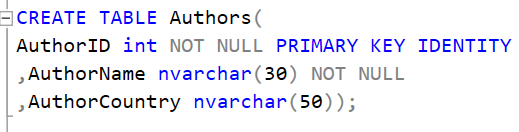 CREATE TABLE Authors(
AuthorID int NOT NULL PRIMARY KEY IDENTITY
,AuthorName nvarchar(30) NOT NULL
,AuthorCountry nvarchar(50));